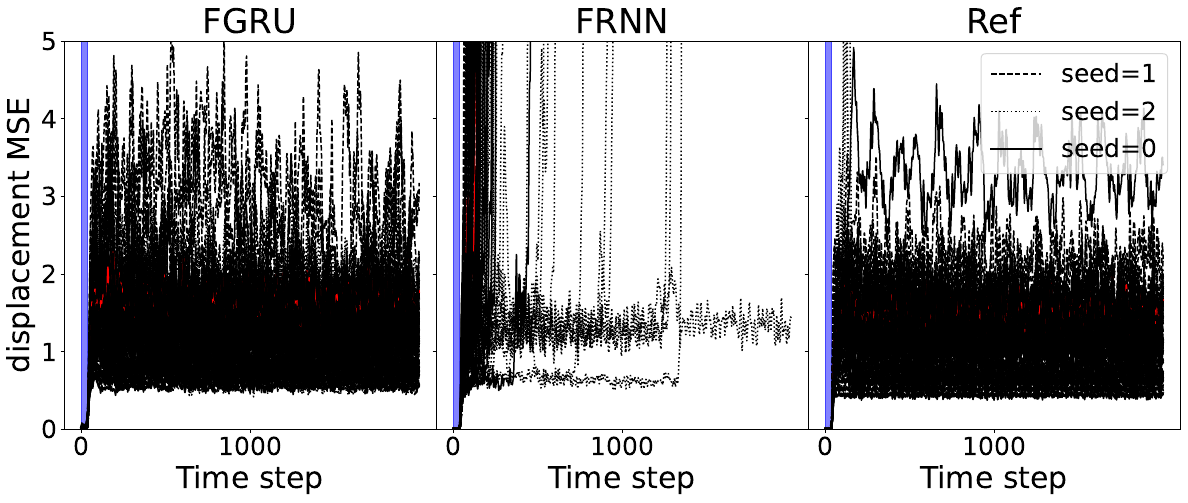 FGRU
FRNN
Ref
displacement MSE
5
4
3
2
1
0
seed=1
seed=2
seed=0
0 1000
0 1000
0 1000
Time step
Time step
Time step